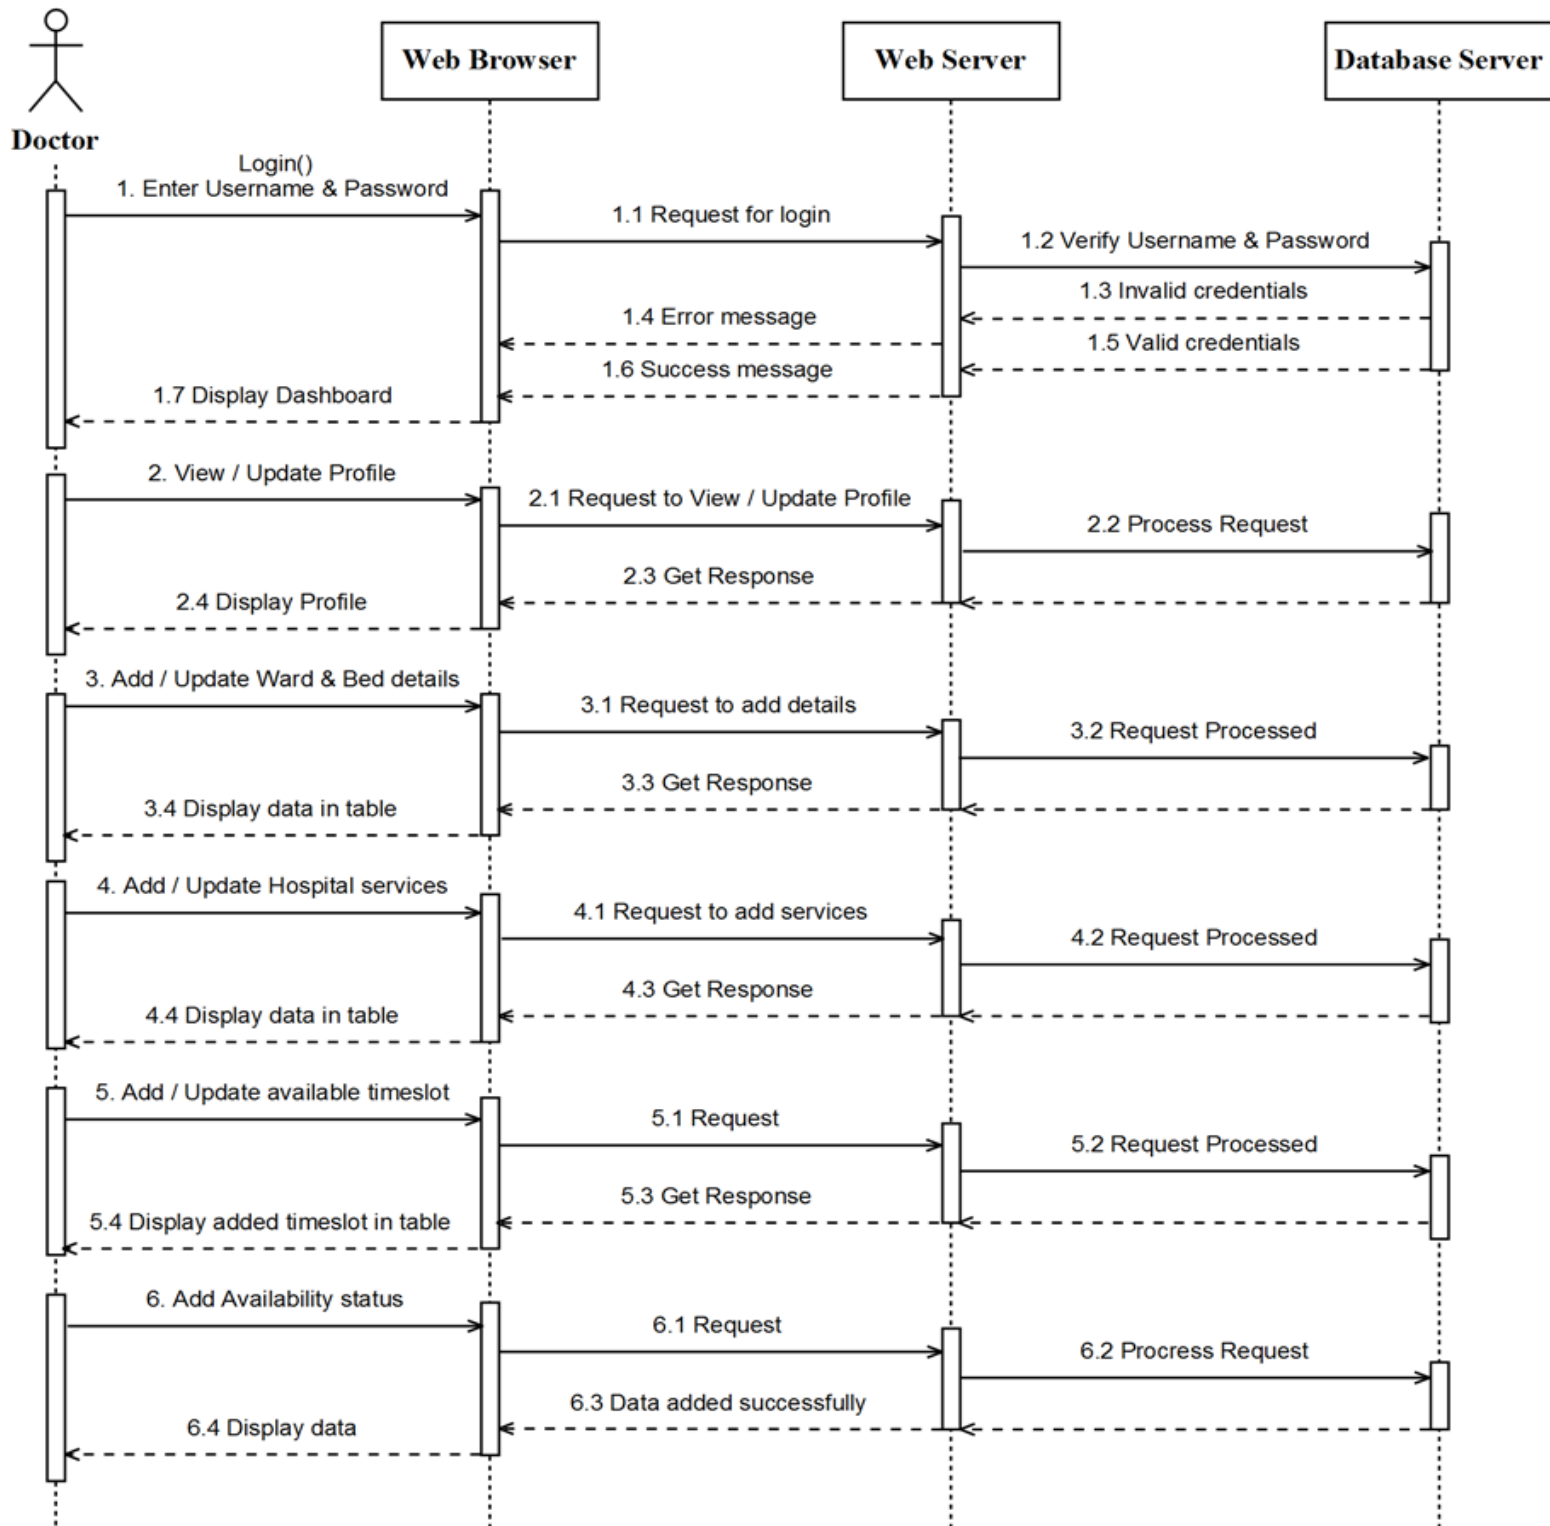 Web Browser
Web Server
Database Server
Doctor
Login()
1. Enter Username & Password
1.1 Request for login
1.2 Verify Username & Password
1.3 Invalid credentials
1.4 Error message
1.5 Valid credentials
1.6 Success message
1.7 Display Dashboard
2. View / Update Profile
2.1 Request to View / Update Profile
2.2 Process Request
2.3 Get Response
2.4 Display Profile
3. Add / Update Ward & Bed details
3.1 Request to add details
3.2 Request Processed
3.3 Get Response
3.4 Display data in table
4. Add / Update Hospital services
4.1 Request to add services
4.2 Request Processed
4.3 Get Response
4.4 Display data in table
5. Add / Update available timeslot
5.1 Request
5.2 Request Processed
5.3 Get Response
5.4 Display added timeslot in table
6. Add Availability status
6.1 Request
6.2 Procress Request
6.3 Data added successfully
6.4 Display data